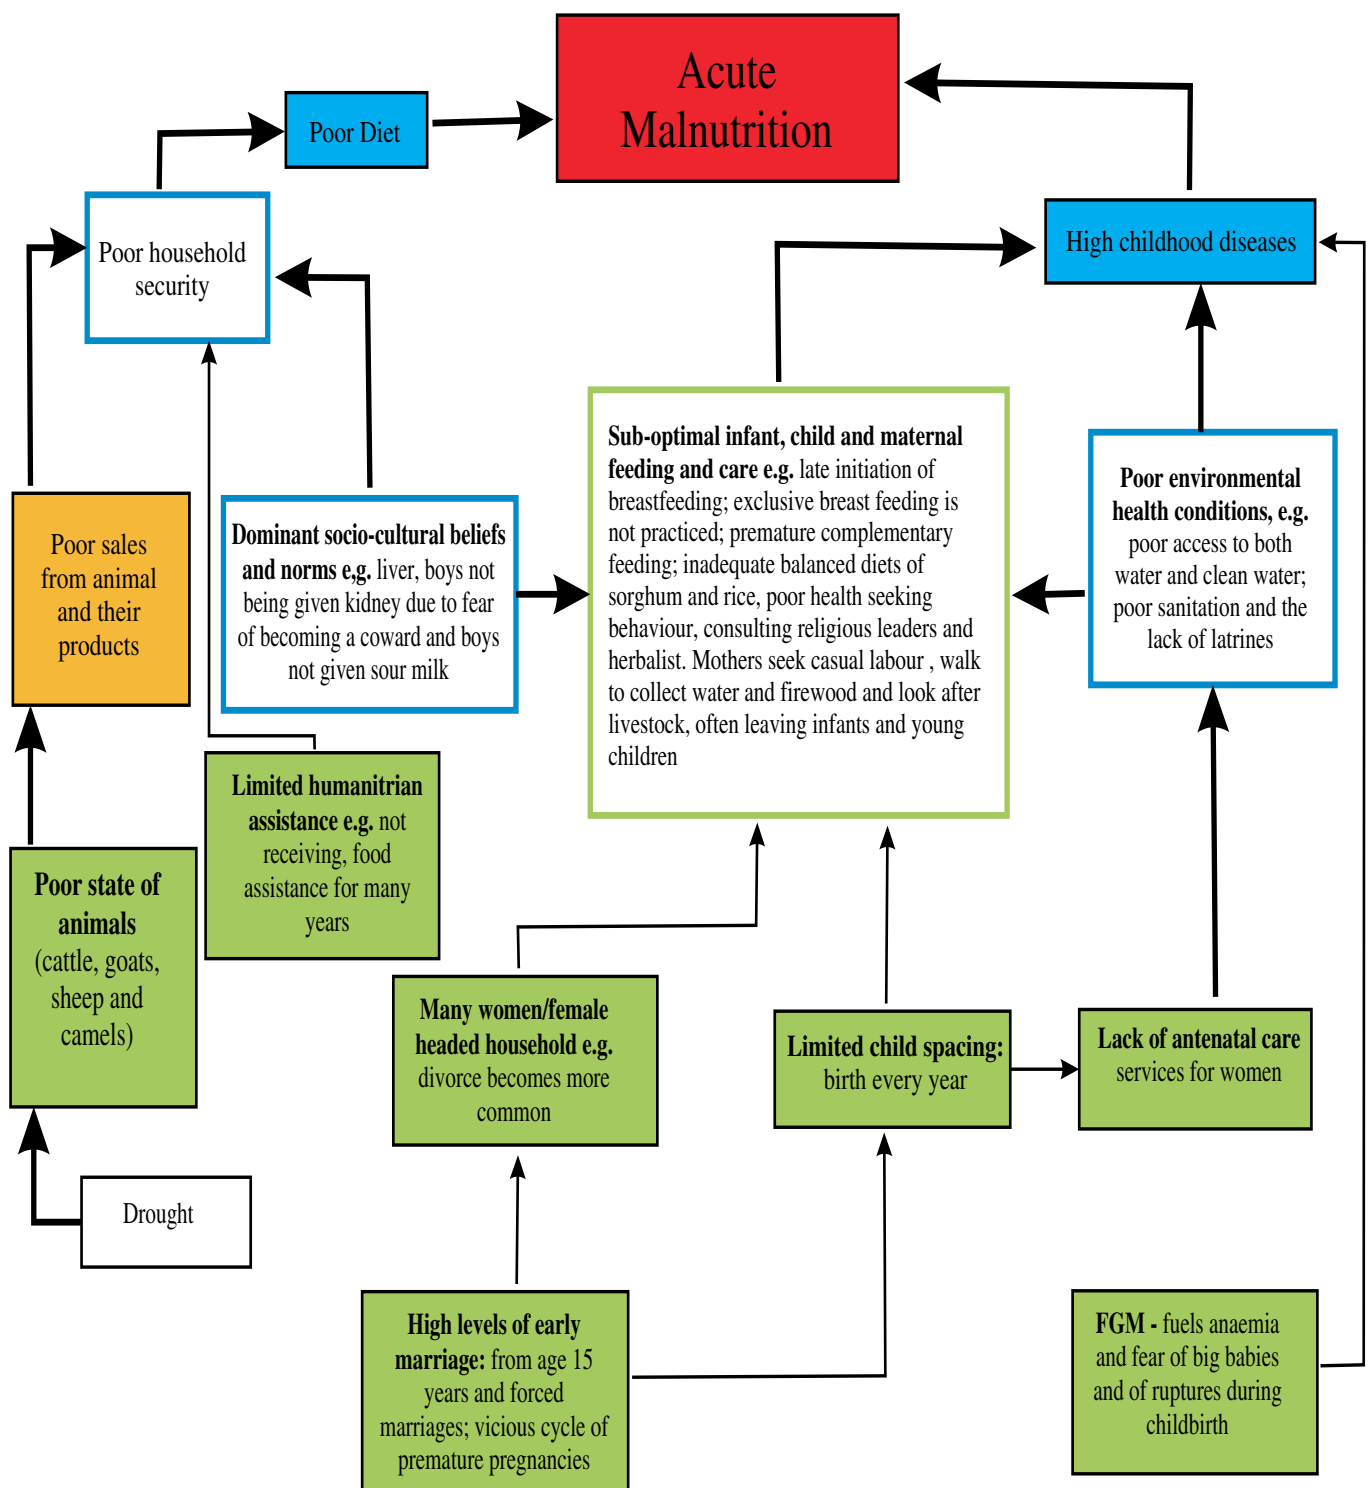 Acute
Malnutrition
Poor Diet
Poor household
security
High childhood diseases
Sub-optimal infant, child and maternal
feeding and care e.g. late initiation of
breastfeeding; exclusive breast feeding is
not practiced; premature complementary
feeding; inadequate balanced diets of
sorghum and rice, poor health seeking
behaviour, consulting religious leaders and
herbalist. Mothers seek casual labour , walk
to collect water and firewood and look after
livestock, often leaving infants and young
children
Poor environmental
health conditions, e.g.
poor access to both
water and clean water;
poor sanitation and the
lack of latrines
Poor sales
from animal
and their
products
Dominant socio-cultural beliefs
and norms e,g. liver, boys not
being given kidney due to fear
of becoming a coward and boys
not given sour milk
Limited humanitrian
assistance e.g. not
receiving, food
assistance for many
years
Poor state of
animals
(cattle, goats,
sheep and
camels)
Many women/female
headed household e.g.
divorce becomes more
common
Limited child spacing:
birth every year
Lack of antenatal care
services for women
Drought
High levels of early
marriage: from age 15
years and forced
marriages; vicious cycle of
premature pregnancies
FGM - fuels anaemia
and fear of big babies
and of ruptures during
childbirth